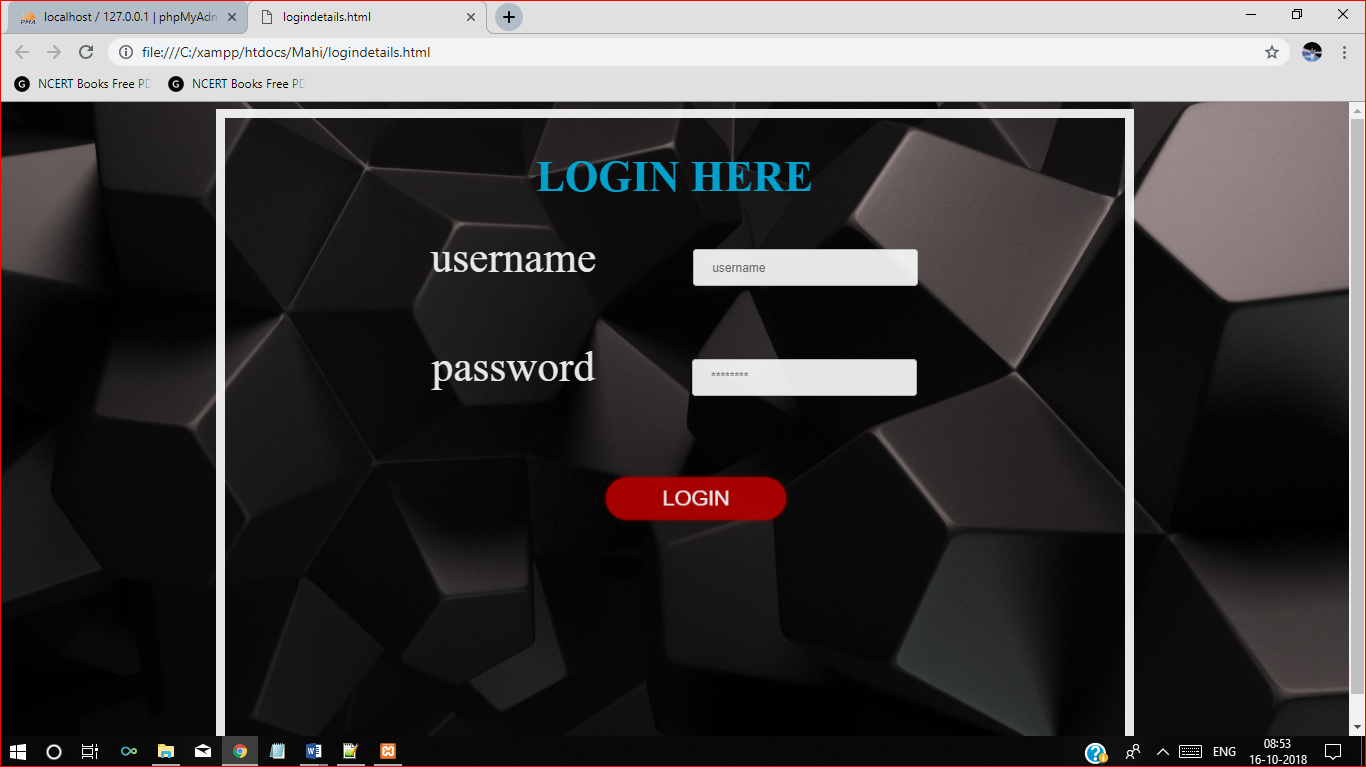 localhost / 127.0.0.1 | phpMyAdm
logindetails.html
file:///C:/xampp/htdocs/Mahi/logindetails.html
G NCERT Books Free PD G NCERT Books Free PD
LOGIN HERE
username username
password ********
LOGIN
ENG
08:53
16-10-2018